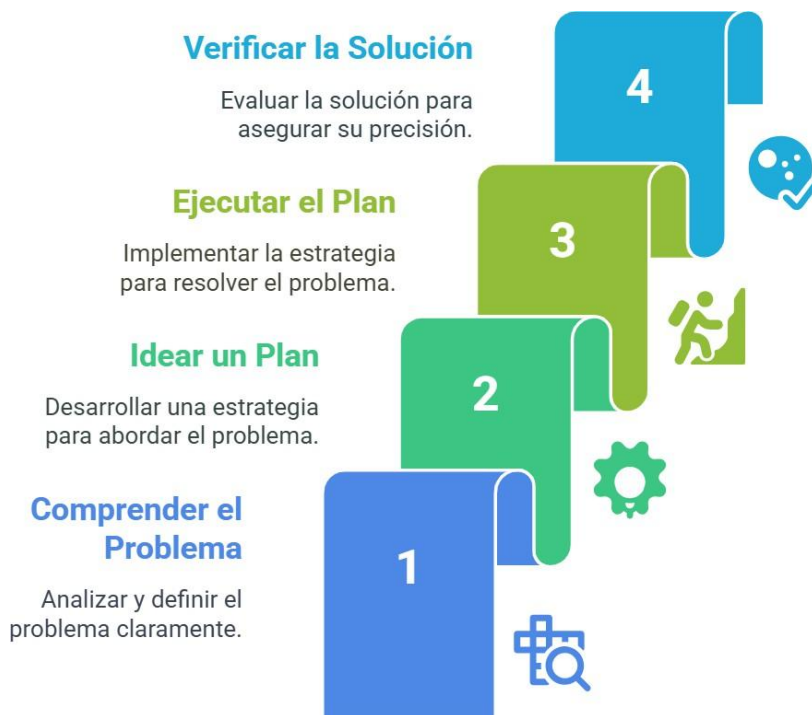 Verificar la Solución
Evaluar la solución para
asegurar su precisión.
4
Ejecutar el Plan
Implementar la estrategia
para resolver el problema.
3
Idear un Plan
Desarrollar una estrategia
para abordar el problema.
2
Comprender el
Problema
Analizar y definir el
problema claramente.
1